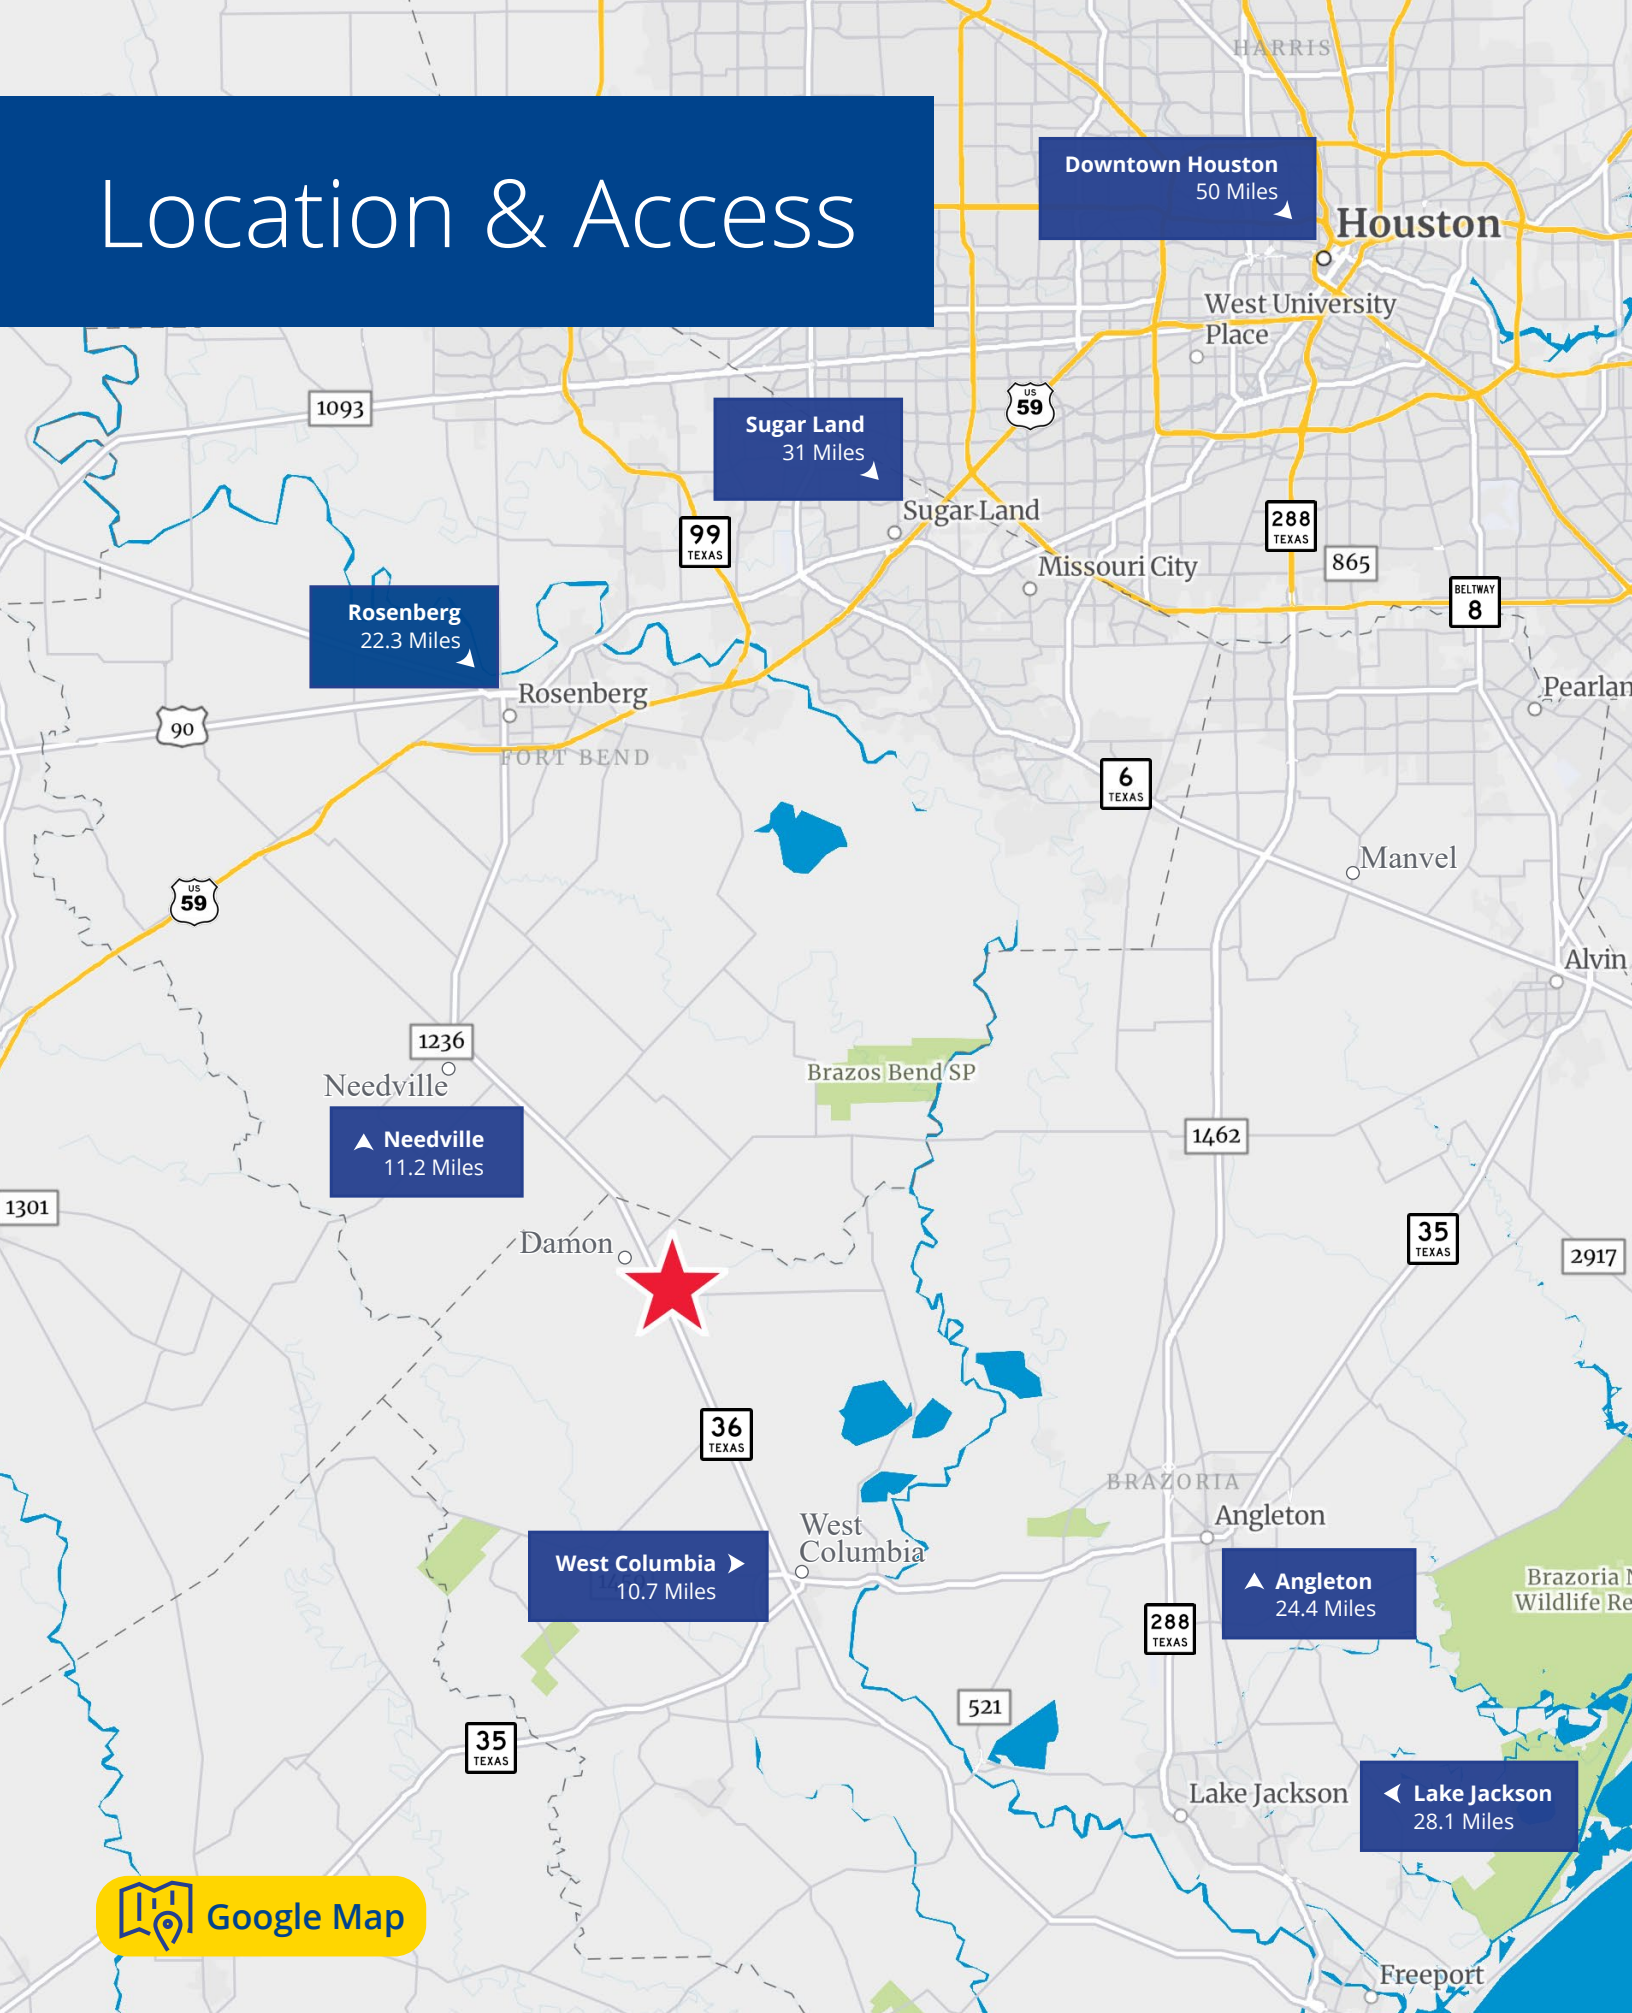 HARRIS
Location & Access
Downtown Houston
50 Miles
Houston
West University
Place
1093
US
59
Sugar Land
31 Miles
Sugar Land
99
TEXAS
288
TEXAS
865
Missouri City
BELTWAY
8
Rosenberg
22.3 Miles
Rosenberg
Pearlan
90
FORT BEND
6
TEXAS
Manvel
US
59
Alvin
1236
Needville
Brazos Bend SP
Needville
11.2 Miles
1462
1301
Damon
35
TEXAS
2917
36
TEXAS
BRAZORIA
West
Columbia
Angleton
West Columbia
10.7 Miles
Angleton
24.4 Miles
Brazoria N
Wildlife Re
288
TEXAS
521
35
TEXAS
Lake Jackson
Lake Jackson
28.1 Miles
Google Map
Freeport